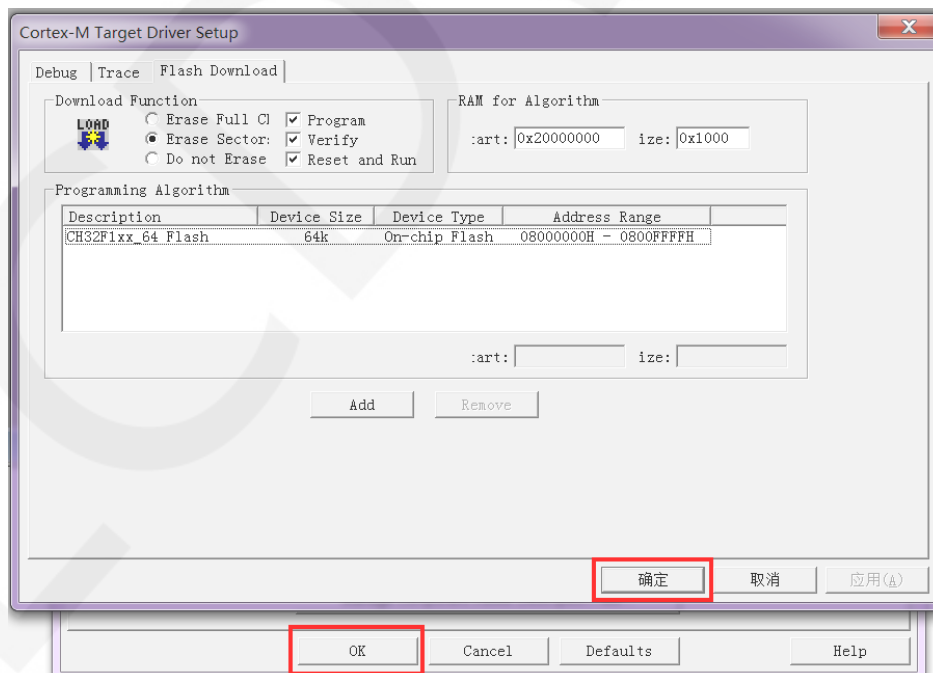 Cortex-M Target Driver Setup
Debug Trace Flash Download
Download Function
LOAD
Erase Full Cl
Program
Erase Sector:
Verify
Do not Erase
Reset and Run
RAM for Algorithm
:art: 0x20000000 ize: 0x1000
Programming Algorithm
Description Device Size Device Type Address Range
CH32F1xx_64 Flash 64k On-chip Flash 08000000H - 0800FFFFH
:art: ize:
Add Remove
确定 取消 应用(A)
OK Cancel Defaults Help